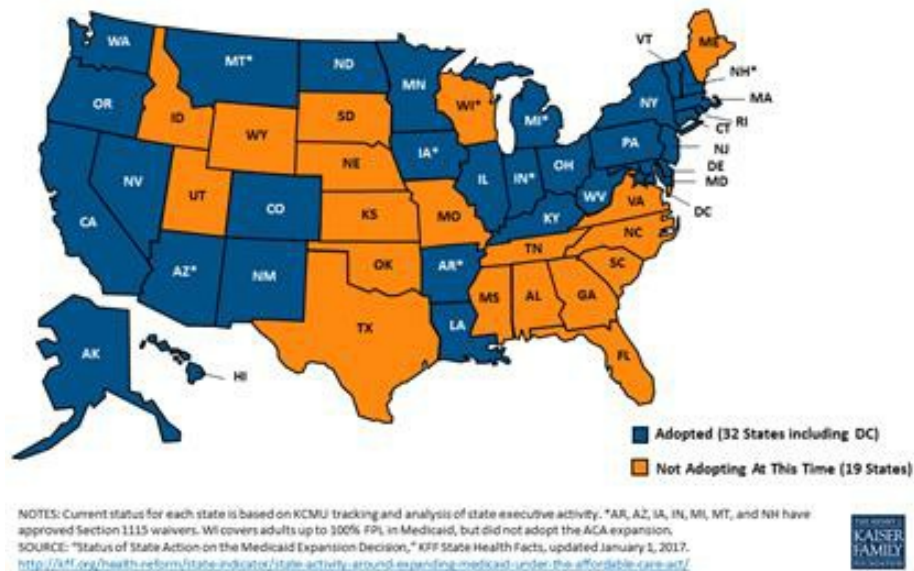 WA
MT*
ND
MN
VT
ME
NH*
MA
RI
CT
NJ
DE
MD
DC
OR
ID
WY
SD
WI*
MI*
NY
PA
NE
IA*
IL
IN*
OH
WV
VA
NV
UT
CO
KS
MO
KY
NC
CA
AZ*
NM
OK
AR*
TN
SC
TX
LA
MS
AL
GA
FL
AK
HI
Adopted (32 States including DC)
Not Adopting At This Time (19 States)
NOTES: Current status for each state is based on KCMU tracking and analysis of state executive activity. *AR, AZ, IA, IN, MI, MT, and NH have
approved Section 1115 waivers. WI covers adults up to 100% FPL in Medicaid, but did not adopt the ACA expansion.
SOURCE: "Status of State Action on the Medicaid Expansion Decision," KFF State Health Facts, updated January 1, 2017.
http://kff.org/health-reform/state-indicator/state-activity-around-expanding-medicaid-under-the-affordable-care-act/
THE HENRY J.
KAISER
FAMILY
FOUNDATION